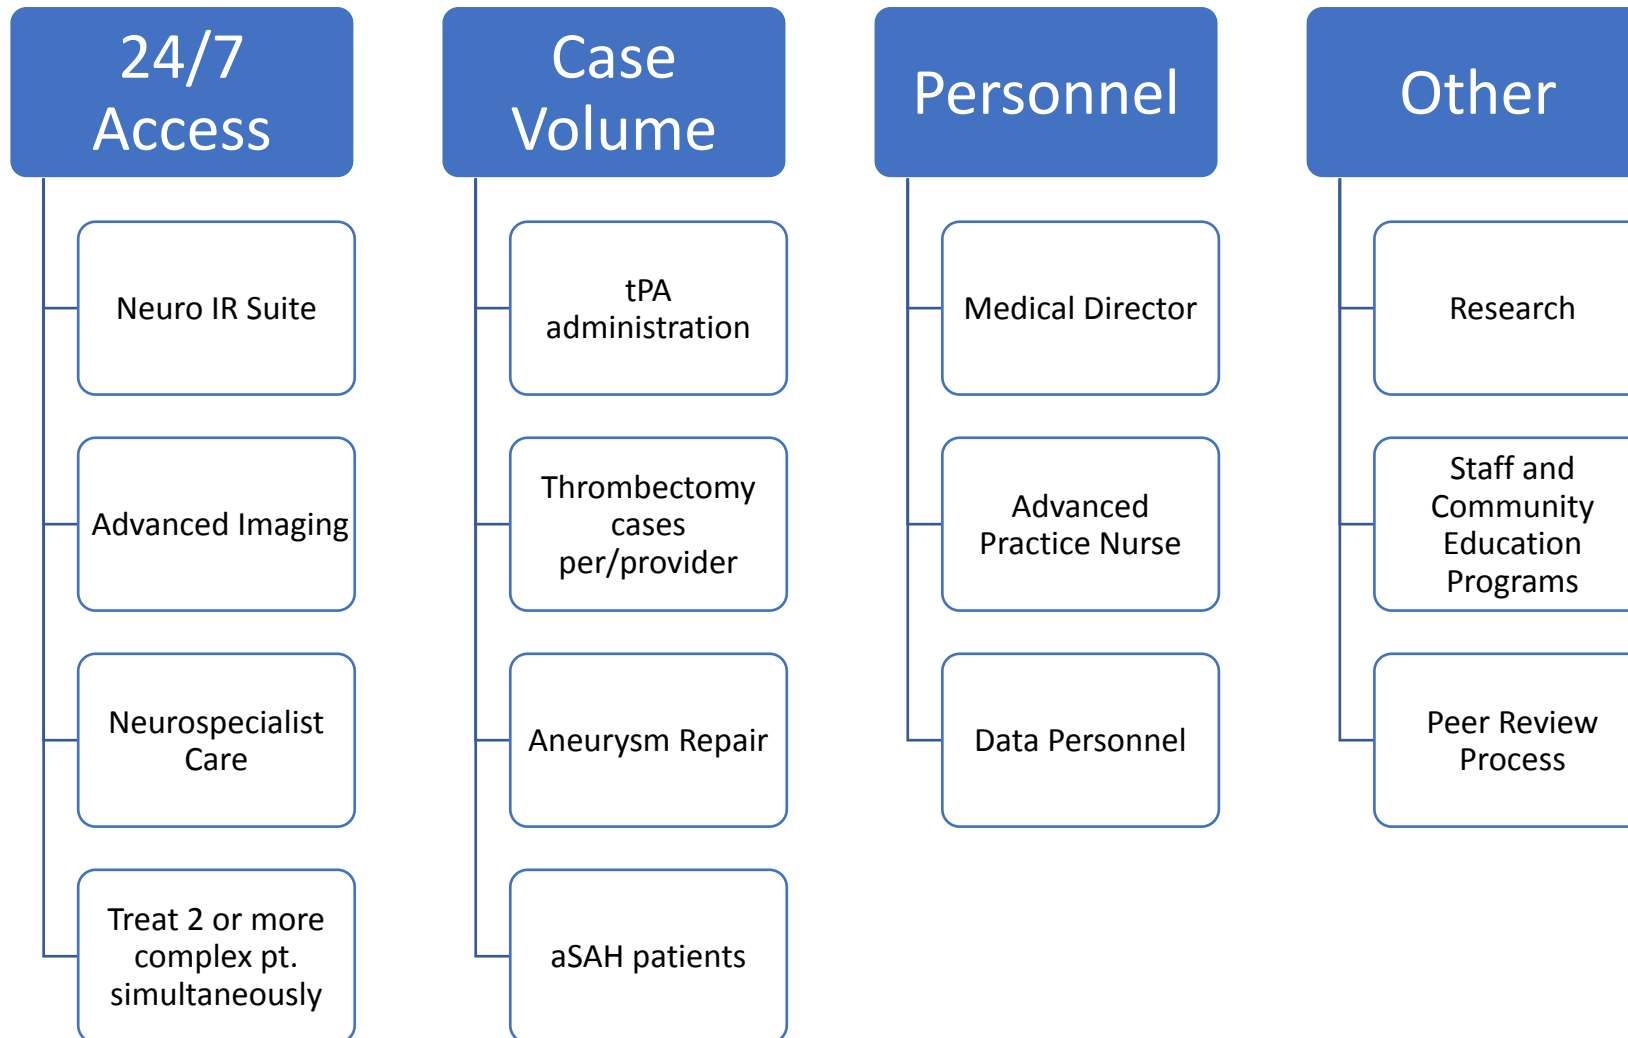 24/7
Access
Neuro IR Suite
Advanced Imaging
Neurospecialist
Care
Treat 2 or more
complex pt.
simultaneously
Case
Volume
tPA
administration
Thrombectomy
cases
per/provider
Aneurysm Repair
aSAH patients
Personnel
Medical Director
Advanced
Practice Nurse
Data Personnel
Other
Research
Staff and
Community
Education
Programs
Peer Review
Process